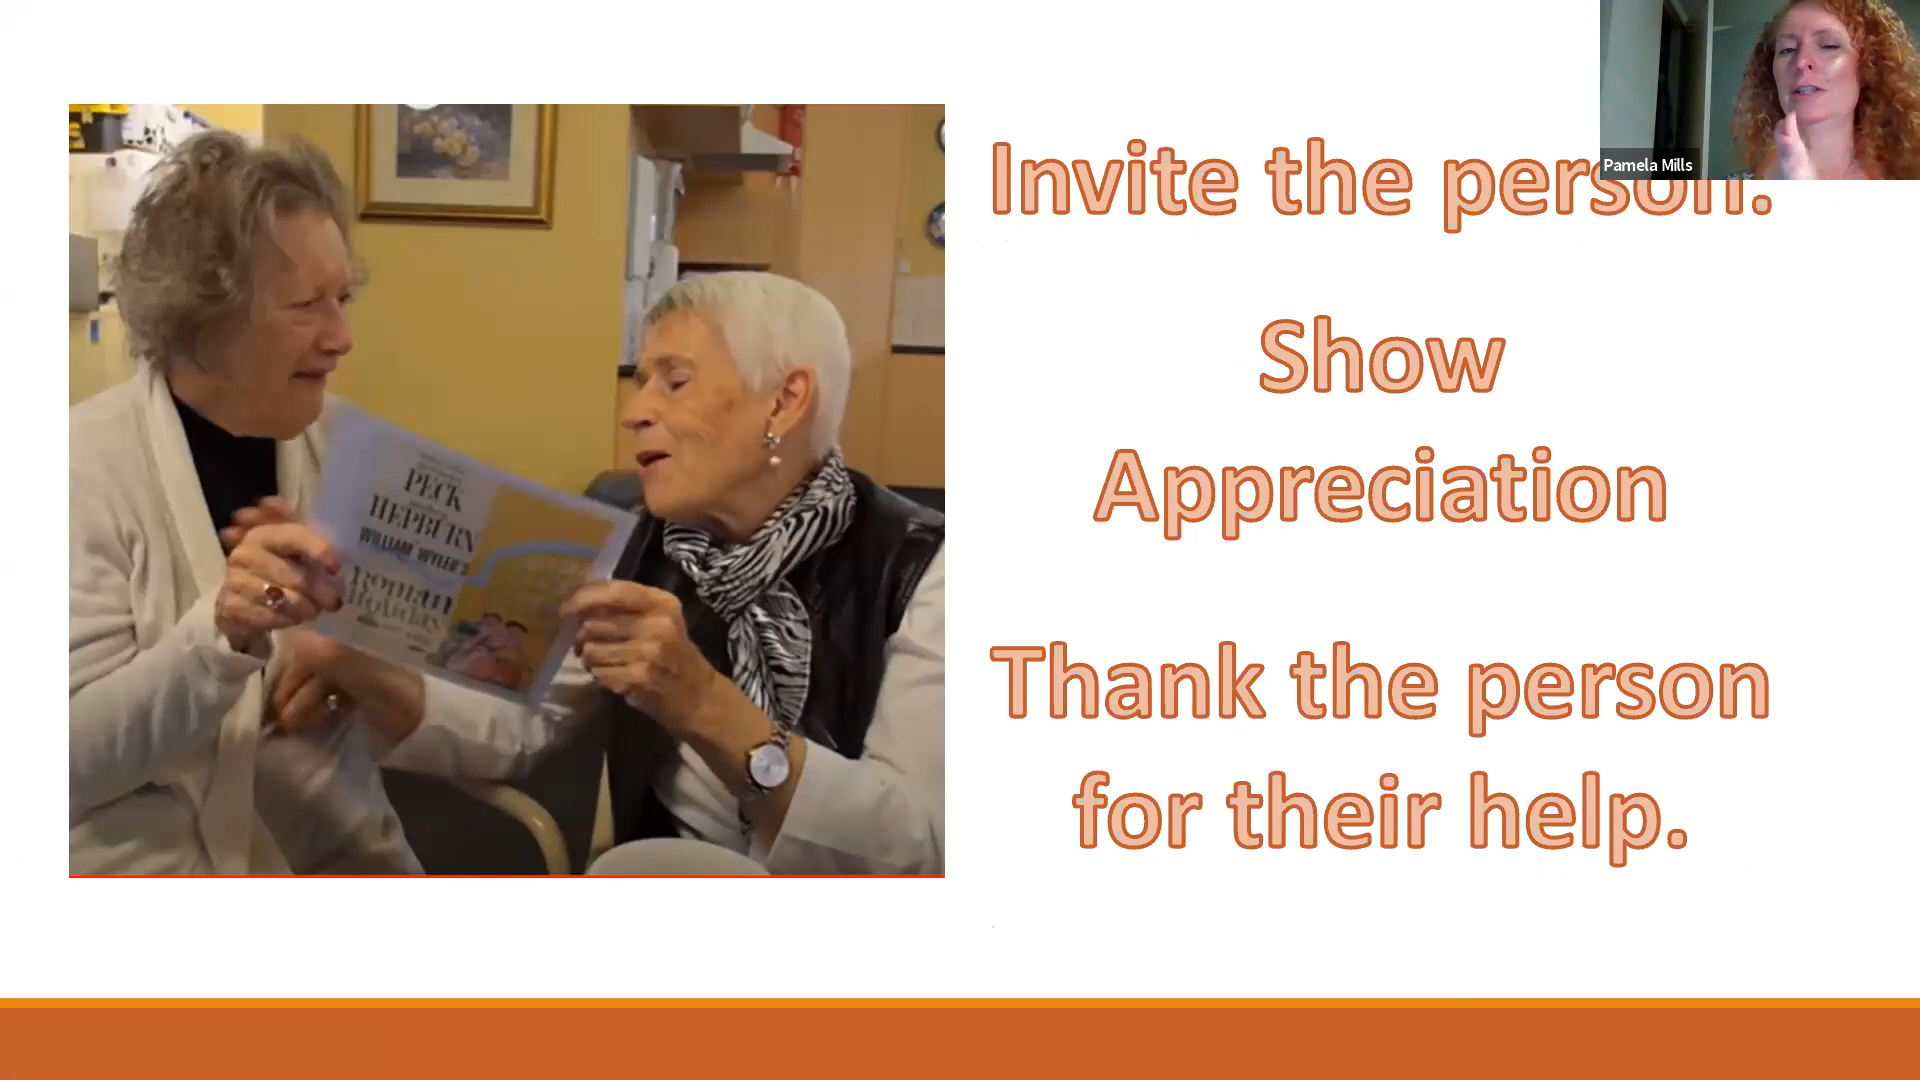 Pamela Mills
Invite the person.
Show
Appreciation
Thank the person
for their help.
PECK
HEPBURN
WILLIAM WYLER'S
ROMAN
HOLIDAY